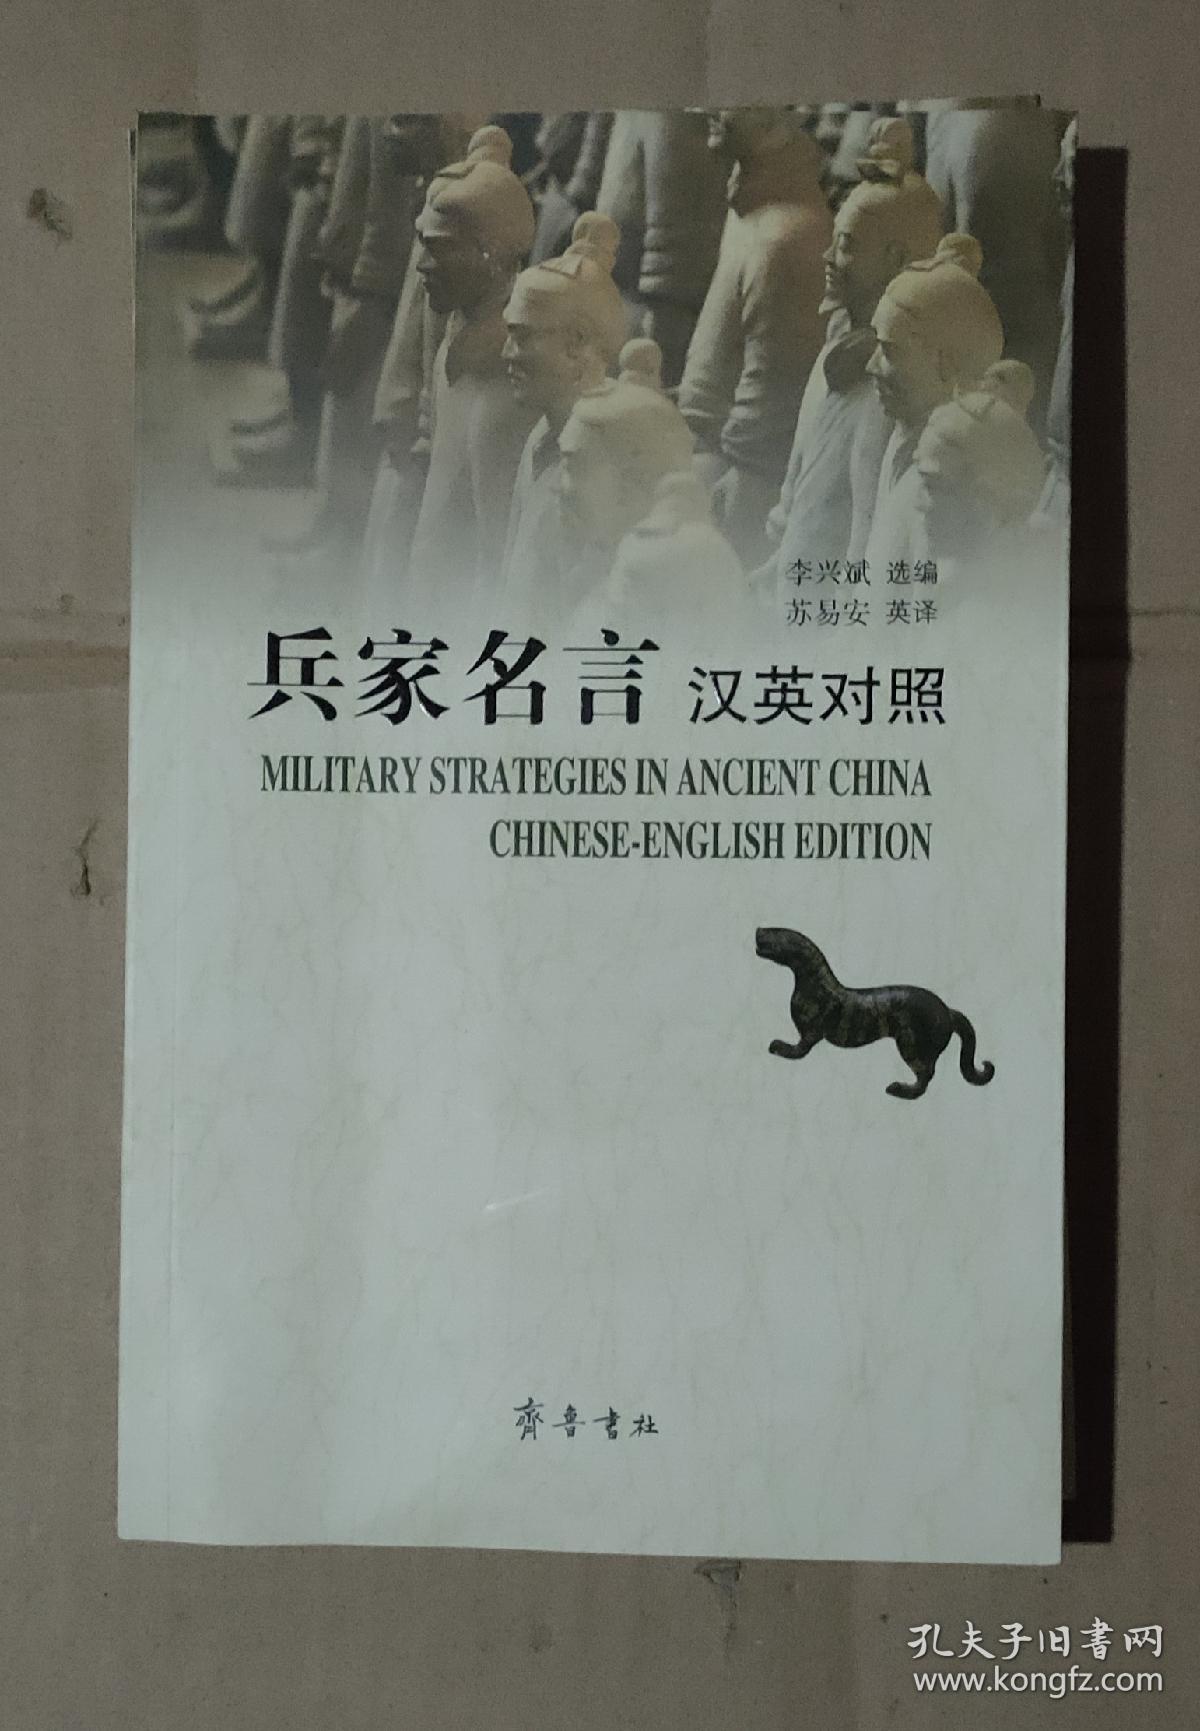 李兴斌 选编
苏易安 英译
兵家名言 汉英对照
MILITARY STRATEGIES IN ANCIENT CHINA
CHINESE-ENGLISH EDITION
齊魯書社
孔夫子旧書网
www.kongfz.com